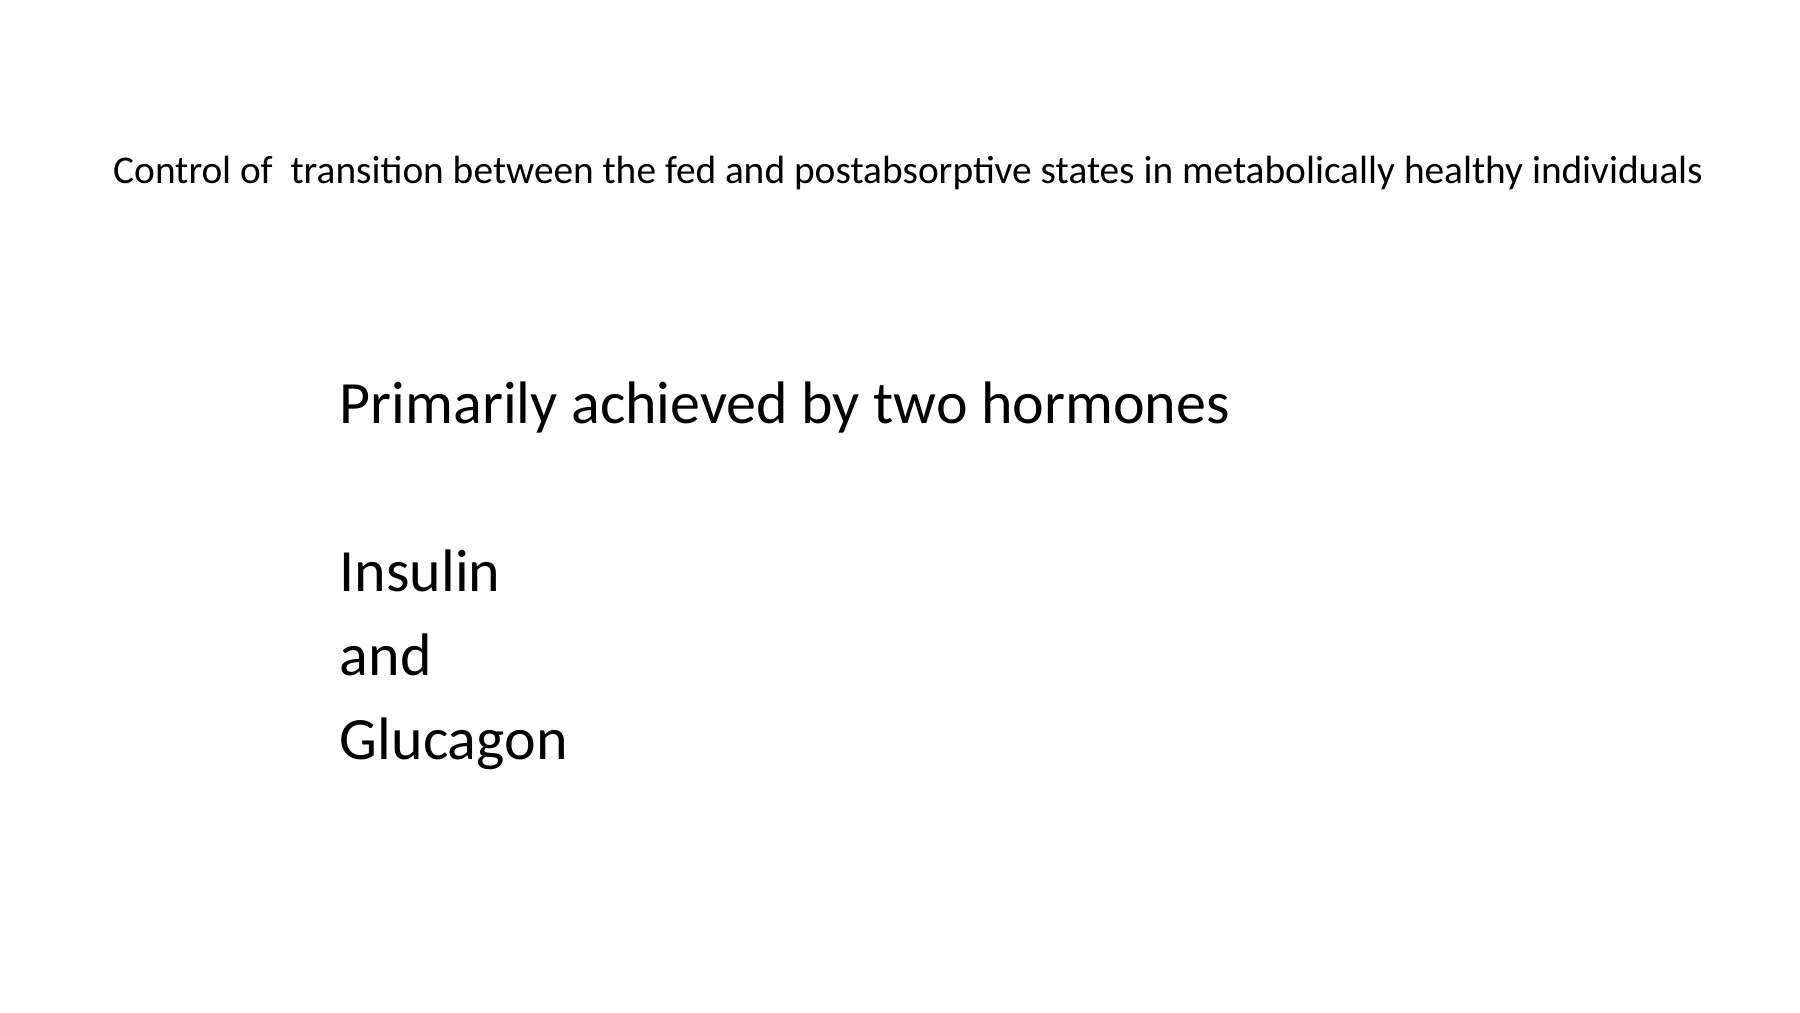 Control of  transition between the fed and postabsorptive states in metabolically healthy individuals
Primarily achieved by two hormones
Insulin
and
Glucagon